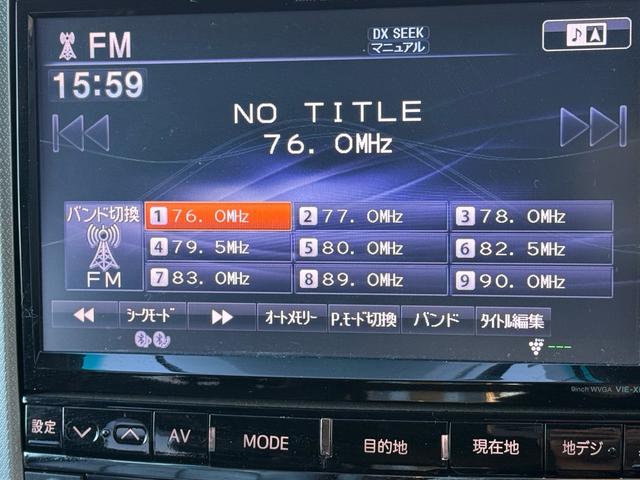 FM
DX SEEK
マニュアル
15:59
NO TITLE
76. 0MHz
バンド切換
FM
1 76. 0MHz
2 77. 0MHz
3 78. 0MHz
4 79. 5MHz
5 80. 0MHz
6 82. 5MHz
7 83. 0MHz
8 89. 0MHz
9 90. 0MHz
シークモード
オートメモリー
P.モード切換
バンド
タイトル編集
9inch WVGA
設定
AV
MODE
目的地
現在地
地デジ